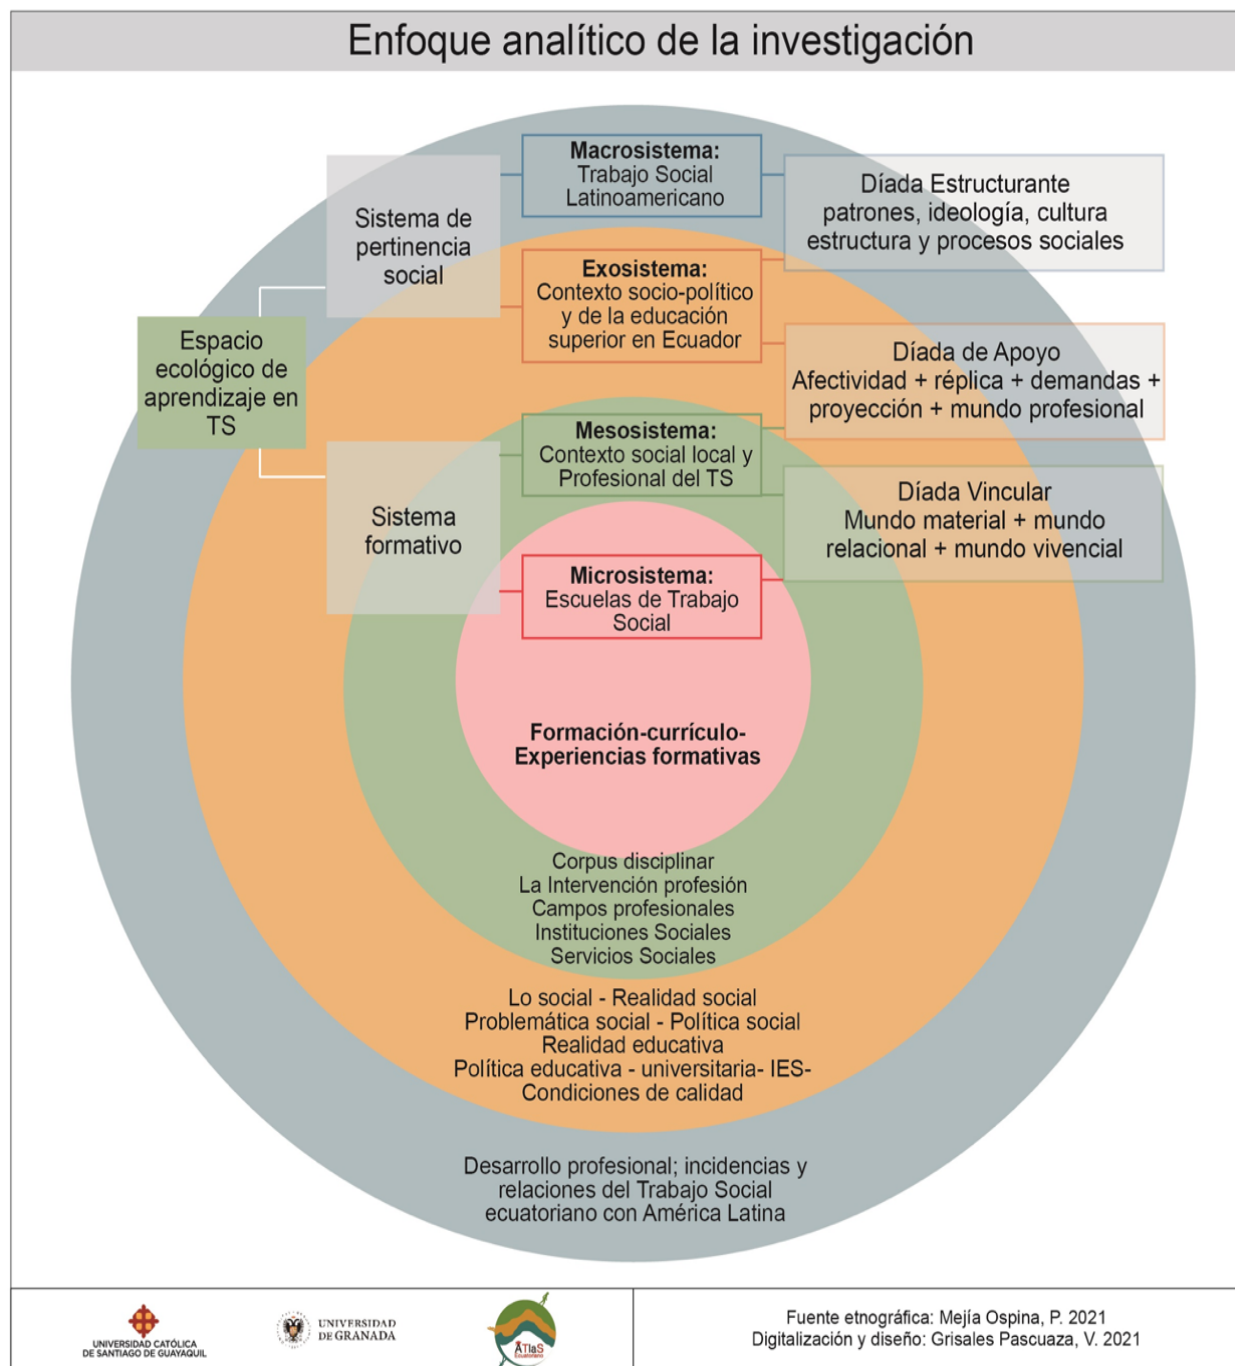 Enfoque analítico de la investigación
Macrosistema:
Trabajo Social
Latinoamericano
Sistema de
pertinencia
social
Díada Estructurante
patrones, ideología, cultura
estructura y procesos sociales
Exosistema:
Contexto socio-político
y de la educación
superior en Ecuador
Espacio
ecológico de
aprendizaje en
TS
Díada de Apoyo
Afectividad + réplica + demandas +
proyección + mundo profesional
Mesosistema:
Contexto social local y
Profesional del TS
Sistema
formativo
Díada Vincular
Mundo material + mundo
relacional + mundo vivencial
Microsistema:
Escuelas de Trabajo
Social
Formación-currículo-
Experiencias formativas
Corpus disciplinar
La Intervención profesión
Campos profesionales
Instituciones Sociales
Servicios Sociales
Lo social - Realidad social
Problemática social - Política social
Realidad educativa
Política educativa - universitaria- IES-
Condiciones de calidad
Desarrollo profesional; incidencias y
relaciones del Trabajo Social
ecuatoriano con América Latina
UNIVERSIDAD CATÓLICA
DE SANTIAGO DE GUAYAQUIL
UNIVERSIDAD
DE GRANADA
ATlaS
Ecuatoriano
Fuente etnográfica: Mejía Ospina, P. 2021
Digitalización y diseño: Grisales Pascuaza, V. 2021